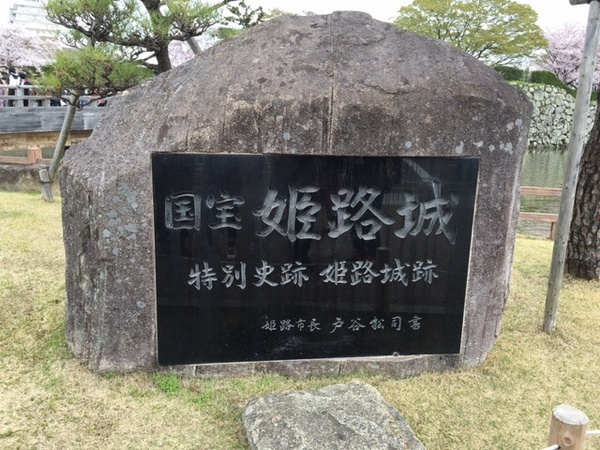 国宝 姫路城
特別史跡 姫路城跡
姫路市長 戸谷松司書